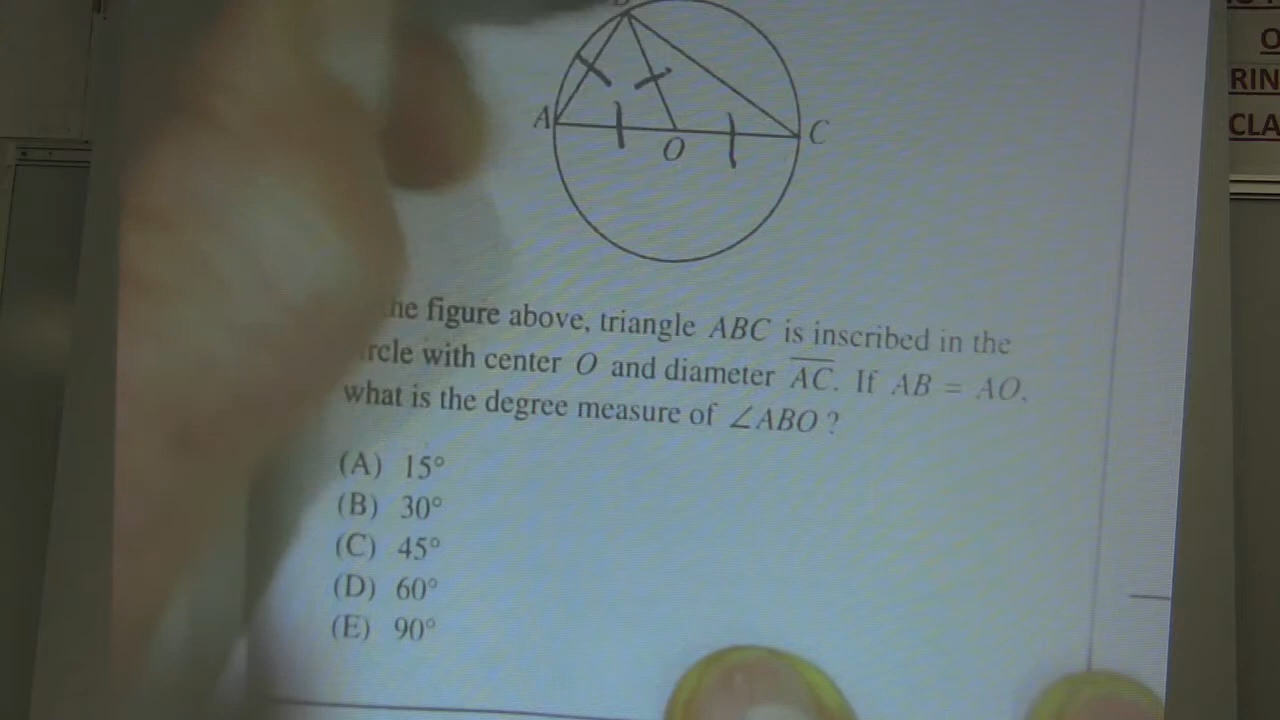 A
O
C
he figure above, triangle ABC is inscribed in the
rcle with center O and diameter AC. If AB = AO,
what is the degree measure of ∠ABO?
(A) 15°
(B) 30°
(C) 45°
(D) 60°
(E) 90°
O
RIN
CLA